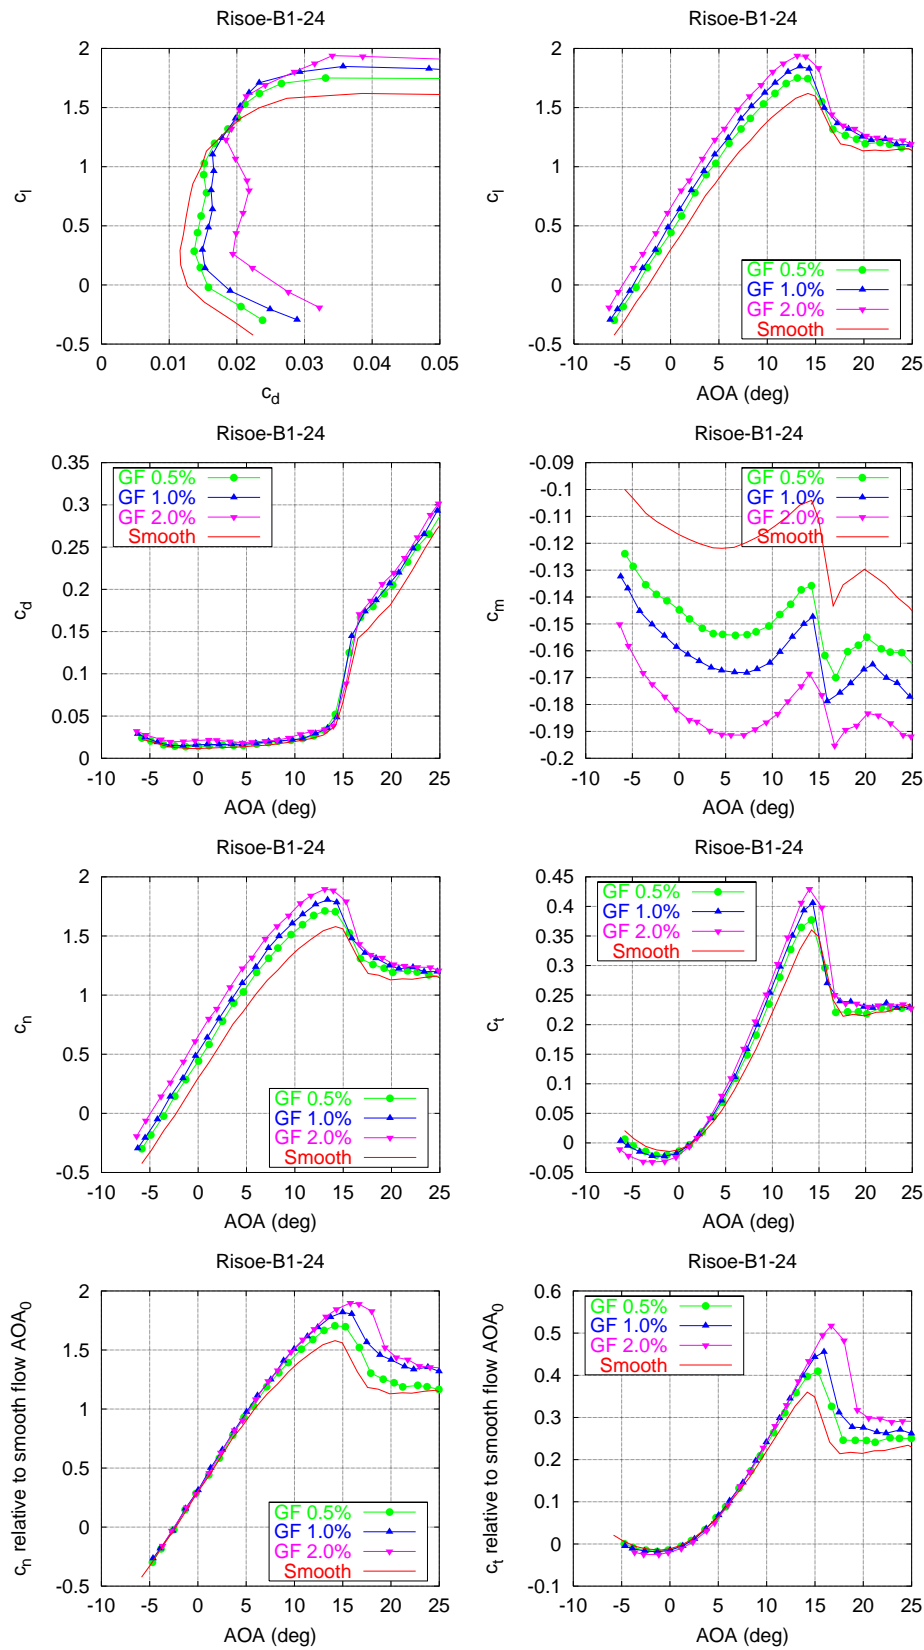 Risoe-B1-24
2
1.5
1
0.5
0
-0.5
c_l
0 0.01 0.02 0.03 0.04 0.05
c_d
Risoe-B1-24
2
1.5
1
0.5
0
-0.5
c_l
GF 0.5%
GF 1.0%
GF 2.0%
Smooth
-10 -5 0 5 10 15 20 25
AOA (deg)
Risoe-B1-24
0.35
0.3
0.25
0.2
0.15
0.1
0.05
0
c_d
GF 0.5%
GF 1.0%
GF 2.0%
Smooth
-10 -5 0 5 10 15 20 25
AOA (deg)
Risoe-B1-24
-0.09
-0.1
-0.11
-0.12
-0.13
-0.14
-0.15
-0.16
-0.17
-0.18
-0.19
-0.2
c_m
GF 0.5%
GF 1.0%
GF 2.0%
Smooth
-10 -5 0 5 10 15 20 25
AOA (deg)
Risoe-B1-24
2
1.5
1
0.5
0
-0.5
c_n
GF 0.5%
GF 1.0%
GF 2.0%
Smooth
-10 -5 0 5 10 15 20 25
AOA (deg)
Risoe-B1-24
0.45
0.4
0.35
0.3
0.25
0.2
0.15
0.1
0.05
0
-0.05
c_t
GF 0.5%
GF 1.0%
GF 2.0%
Smooth
-10 -5 0 5 10 15 20 25
AOA (deg)
Risoe-B1-24
2
1.5
1
0.5
0
-0.5
c_n relative to smooth flow AOA_0
GF 0.5%
GF 1.0%
GF 2.0%
Smooth
-10 -5 0 5 10 15 20 25
AOA (deg)
Risoe-B1-24
0.6
0.5
0.4
0.3
0.2
0.1
0
-0.1
c_t relative to smooth flow AOA_0
GF 0.5%
GF 1.0%
GF 2.0%
Smooth
-10 -5 0 5 10 15 20 25
AOA (deg)